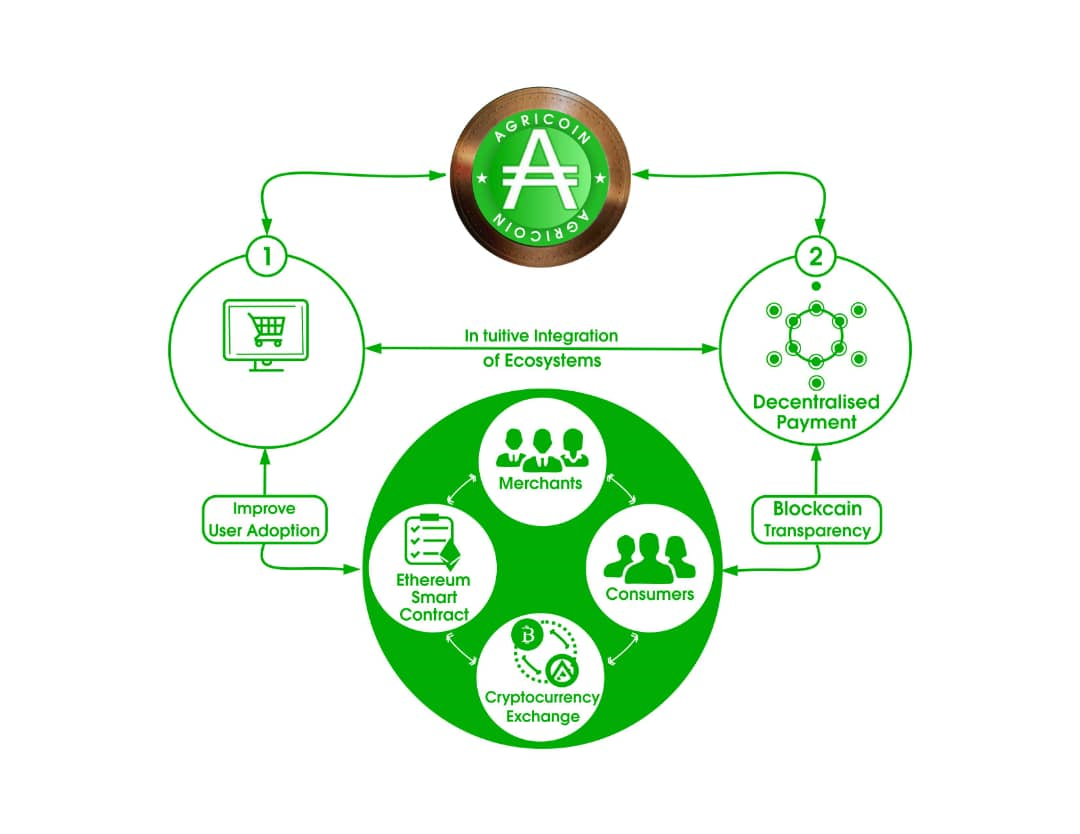 AGRICOIN
AGRICOIN
1
2
In tuitive Integration
of Ecosystems
Decentralised
Payment
Merchants
Improve
User Adoption
Blockcain
Transparency
Ethereum
Smart
Contract
Consumers
Cryptocurrency
Exchange